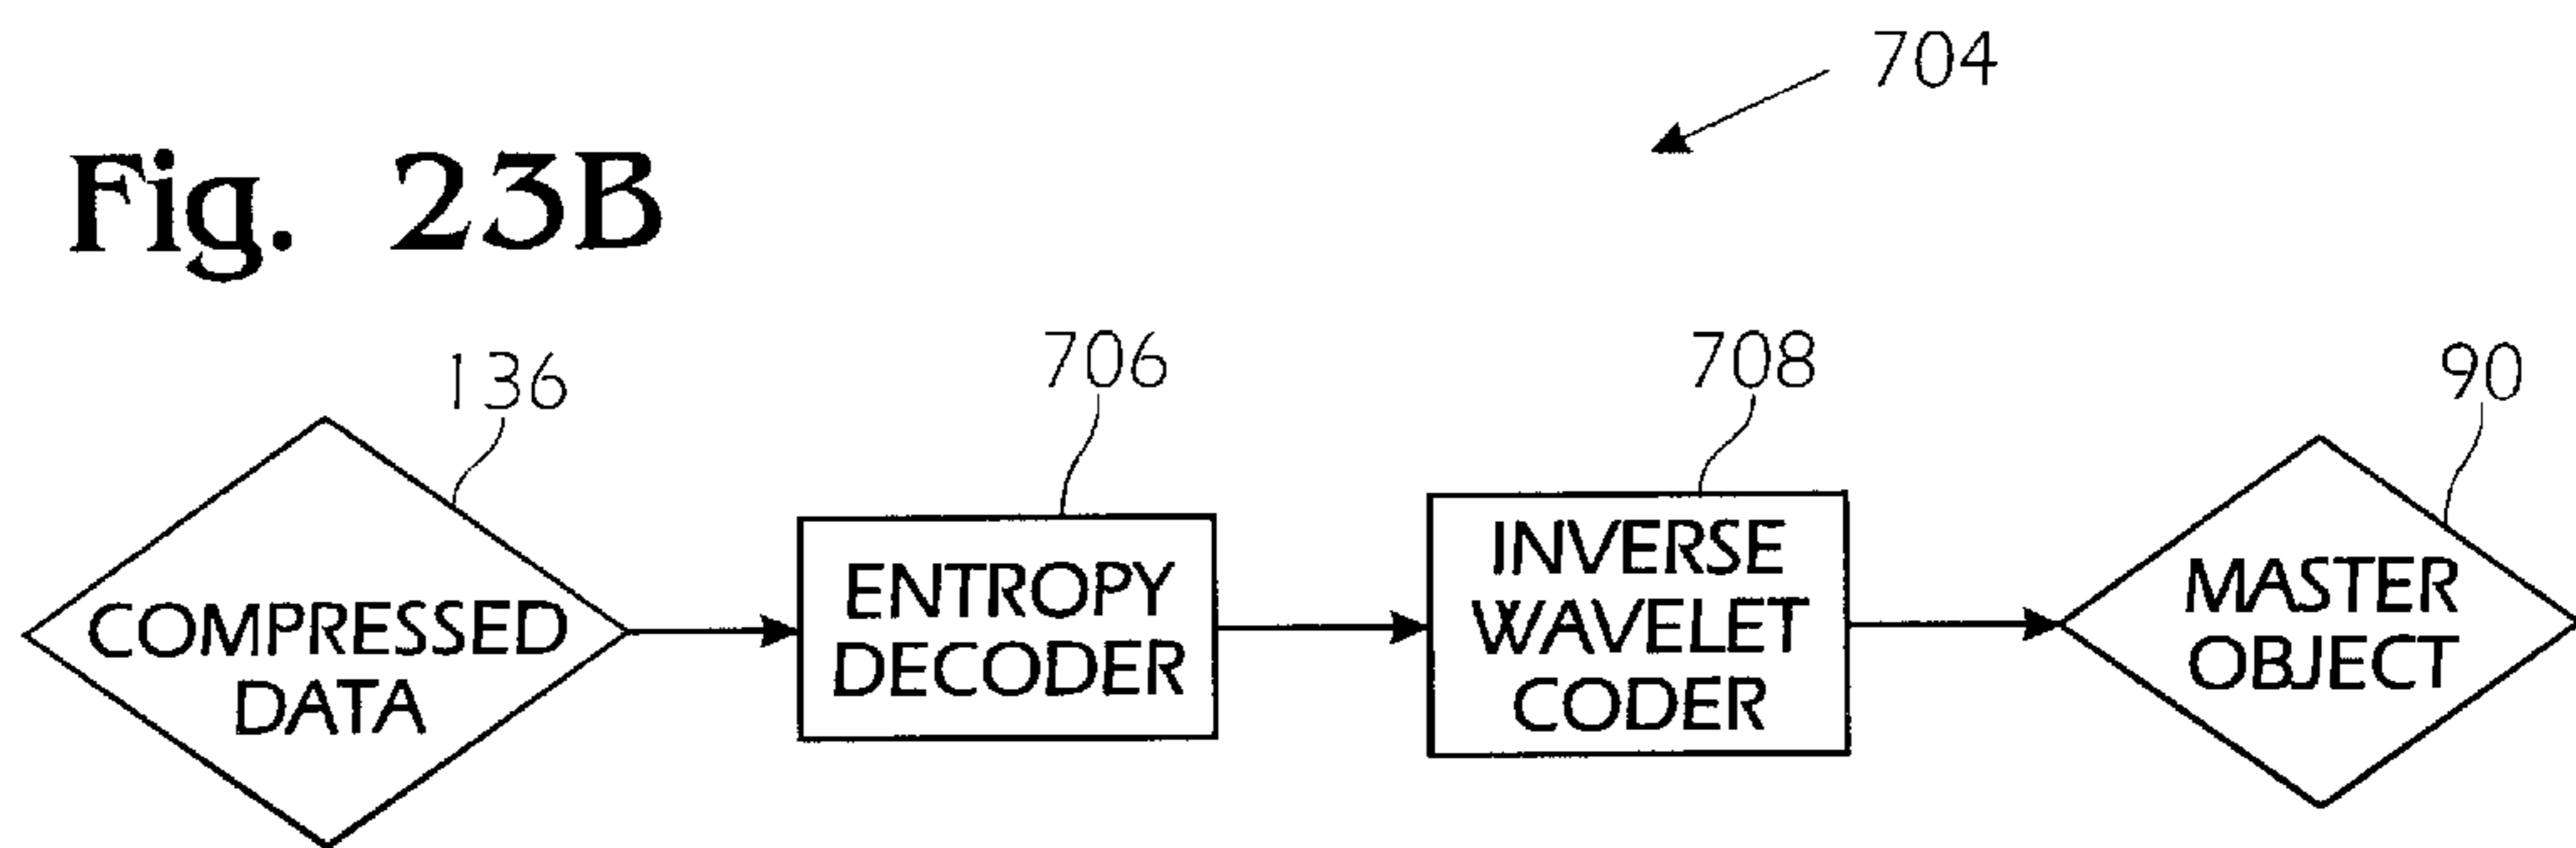 704
Fig. 23B
136
706
708
90
COMPRESSED
DATA
ENTROPY
DECODER
INVERSE
WAVELET
CODER
MASTER
OBJECT